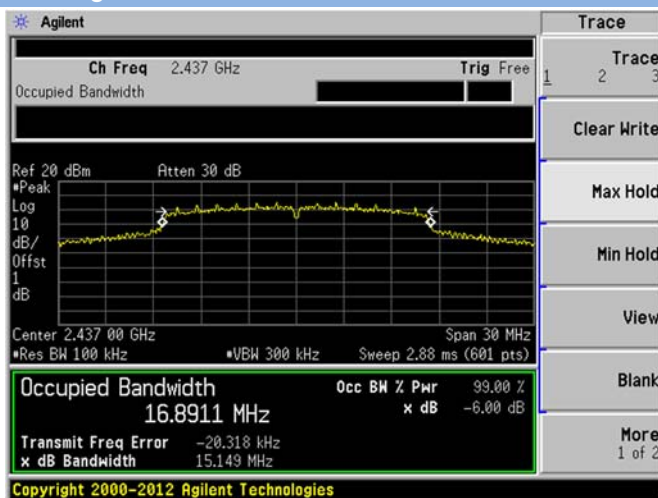 Agilent
Trace
Ch Freq 2.437 GHz Trig Free
Occupied Bandwidth
Trace
1 2 3
Clear Write
Max Hold
Min Hold
View
Blank
More
1 of 2
Ref 20 dBm Atten 30 dB
*Peak
Log
10
dB/
Offst
1
dB
Center 2.437 00 GHz Span 30 MHz
*Res BW 100 kHz *VBW 300 kHz Sweep 2.88 ms (601 pts)
Occupied Bandwidth Occ BW % Pwr 99.00 %
16.8911 MHz x dB -6.00 dB
Transmit Freq Error -20.318 kHz
x dB Bandwidth 15.149 MHz
Copyright 2000-2012 Agilent Technologies